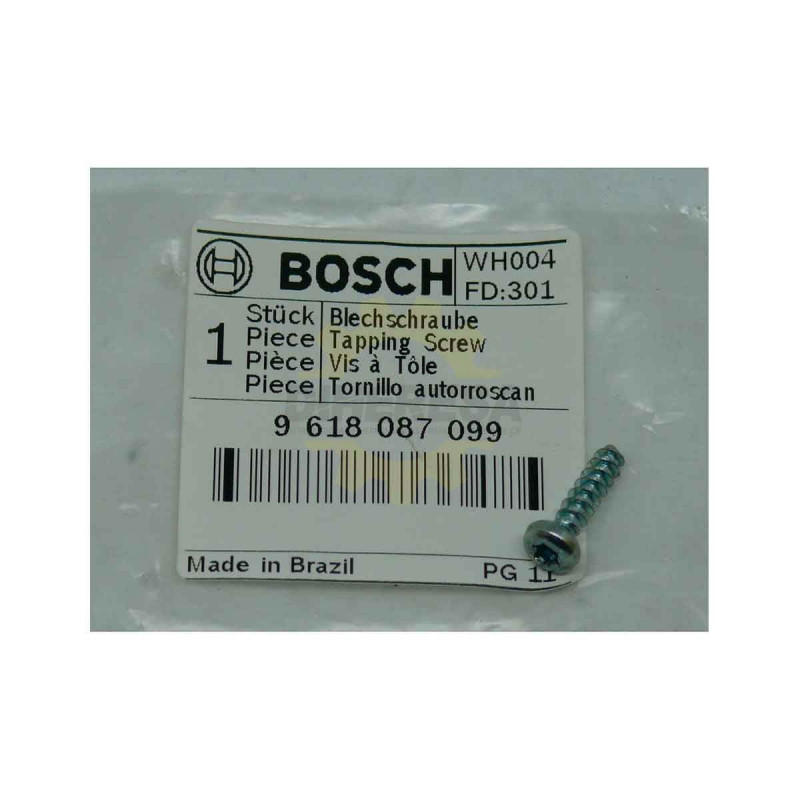 BOSCH
WH004
FD:301
1
Stück
Piece
Pièce
Piece
Blechschraube
Tapping Screw
Vis à Tôle
Tornillo autorroscan
9 618 087 099
Made in Brazil
PG 11